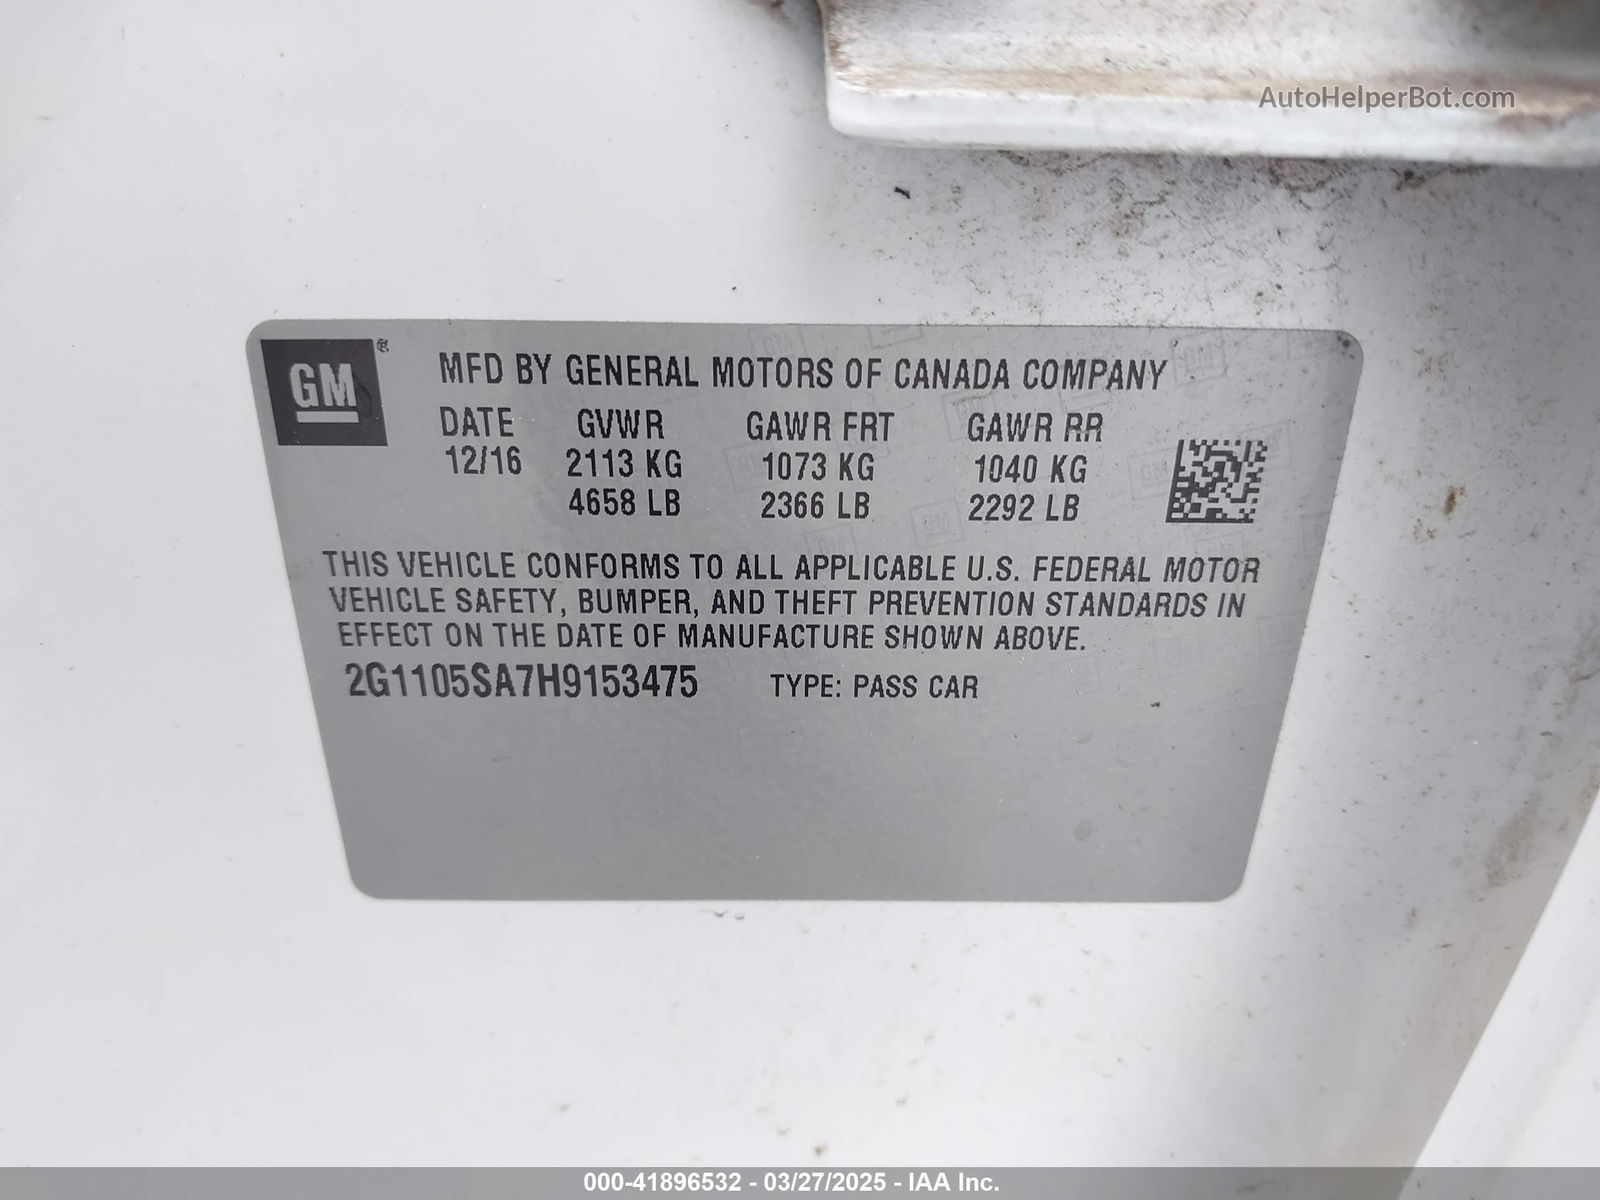 AutoHelperBot.com
GM®
MFD BY GENERAL MOTORS OF CANADA COMPANY
DATE GVWR GAWR FRT GAWR RR
12/16 2113 KG 1073 KG 1040 KG
4658 LB 2366 LB 2292 LB
THIS VEHICLE CONFORMS TO ALL APPLICABLE U.S. FEDERAL MOTOR
VEHICLE SAFETY, BUMPER, AND THEFT PREVENTION STANDARDS IN
EFFECT ON THE DATE OF MANUFACTURE SHOWN ABOVE.
2G1105SA7H9153475 TYPE: PASS CAR
000-41896532 - 03/27/2025 - IAA Inc.